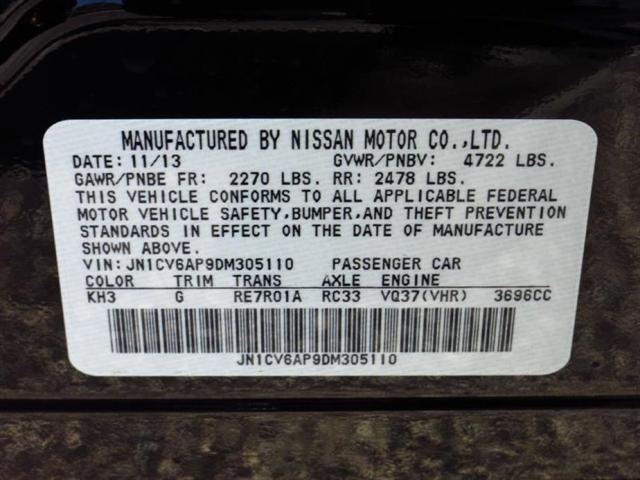 MANUFACTURED BY NISSAN MOTOR CO.,LTD.
DATE: 11/13 GVWR/PNBV: 4722 LBS.
GAWR/PNBE FR: 2270 LBS. RR: 2478 LBS.
THIS VEHICLE CONFORMS TO ALL APPLICABLE FEDERAL
MOTOR VEHICLE SAFETY,BUMPER,AND THEFT PREVENTION
STANDARDS IN EFFECT ON THE DATE OF MANUFACTURE
SHOWN ABOVE.
VIN: JN1CV6AP9DM305110 PASSENGER CAR
COLOR TRIM TRANS AXLE ENGINE
KH3 G RE7R01A RC33 VQ37(VHR) 3696CC
JN1CV6AP9DM305110